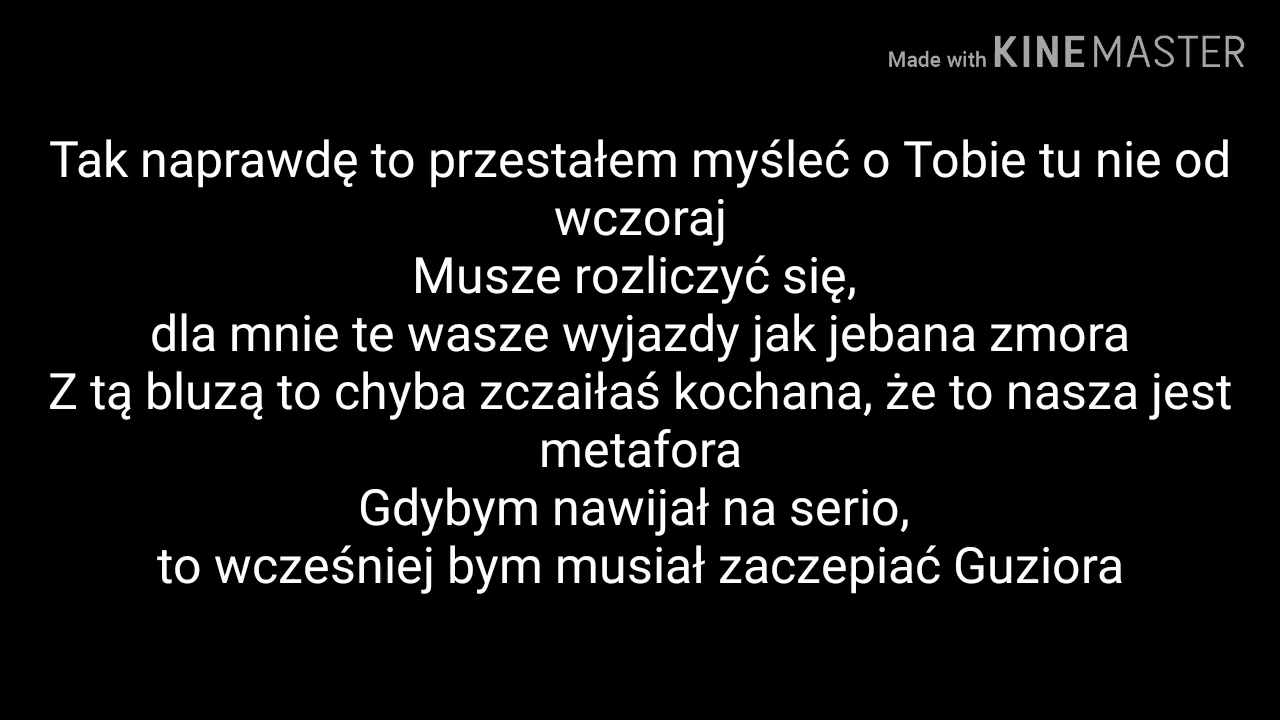 Made with KINEMASTER
Tak naprawdę to przestałem myśleć o Tobie tu nie od
wczoraj
Musze rozliczyć się,
dla mnie te wasze wyjazdy jak jebana zmora
Z tą bluzą to chyba zczaiłaś kochana, że to nasza jest
metafora
Gdybym nawijał na serio,
to wcześniej bym musiał zaczepiać Guziora